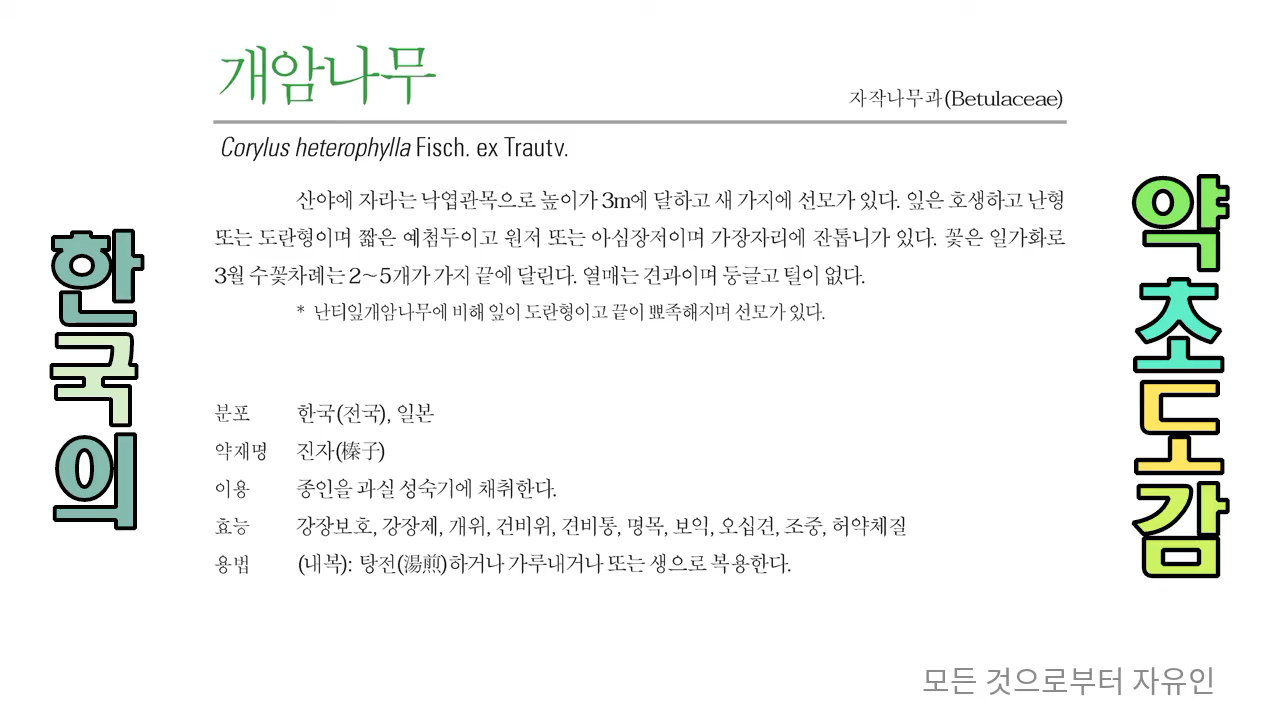 개암나무
자작나무과(Betulaceae)
Corylus heterophylla Fisch. ex Trautv.
산야에 자라는 낙엽관목으로 높이가 3m에 달하고 새 가지에 선모가 있다. 잎은 호생하고 난형
또는 도란형이며 짧은 예첨두이고 원저 또는 아심장저이며 가장자리에 잔톱니가 있다. 꽃은 일가화로
3월 수꽃차례는 2~5개가 가지 끝에 달린다. 열매는 견과이며 둥글고 털이 없다.
* 난티잎개암나무에 비해 잎이 도란형이고 끝이 뾰족해지며 선모가 있다.
분포 한국(전국), 일본
약재명 진자(榛子)
이용 종인을 과실 성숙기에 채취한다.
효능 강장보호, 강장제, 개위, 건비위, 견비통, 명목, 보익, 오십견, 조중, 허약체질
용법 (내복): 탕전(湯煎)하거나 가루내거나 또는 생으로 복용한다.
한국의
약초도감
모든 것으로부터 자유인